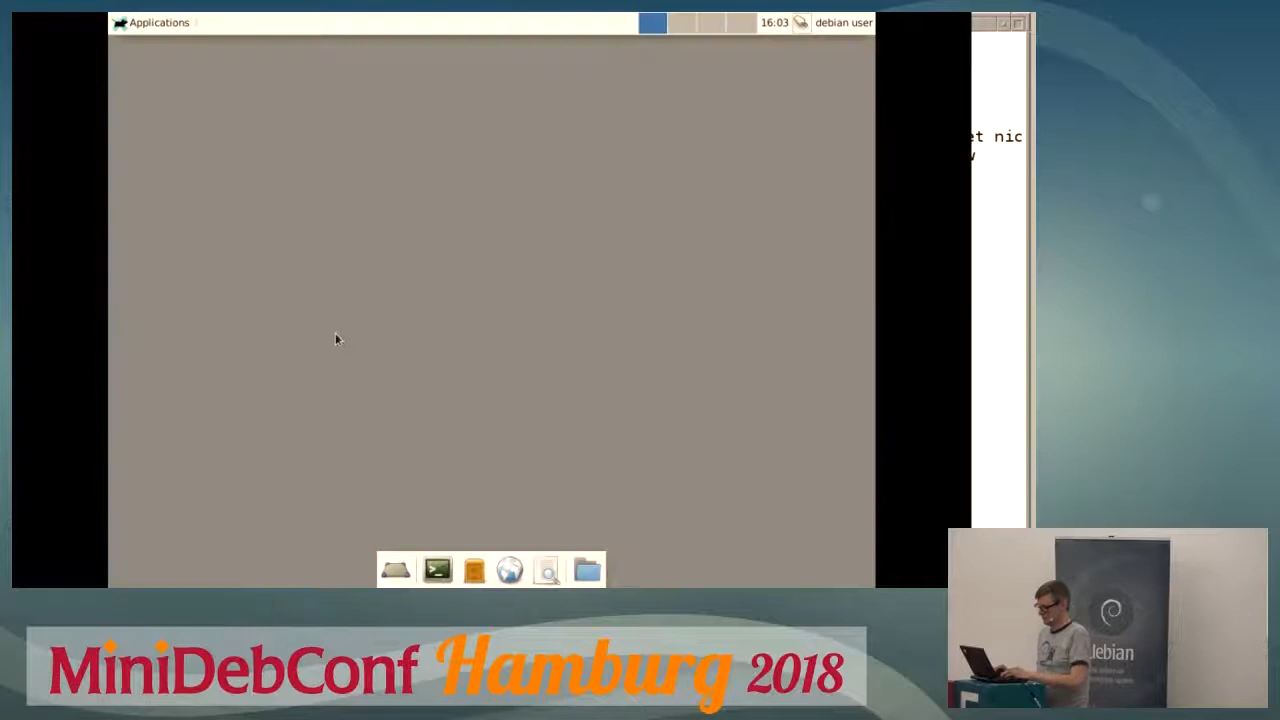 Applications
16:03
debian user
et nic
MiniDebConf Hamburg 2018
debian